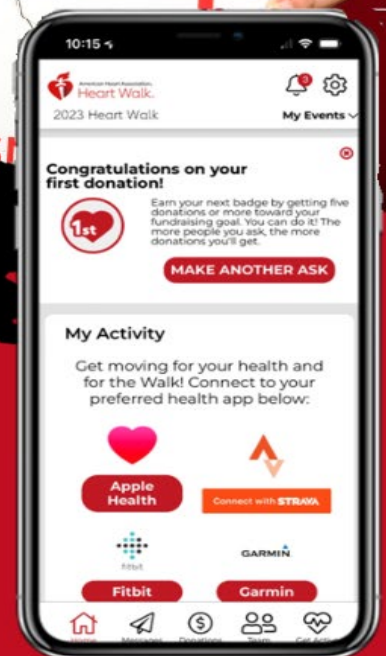 10:15
3
American Heart Association.
Heart Walk.
2023 Heart Walk
My Events
Congratulations on your
first donation!
1st
Earn your next badge by getting five
donations or more toward your
fundraising goal. You can do it! The
more people you ask, the more
donations you'll get.
MAKE ANOTHER ASK
My Activity
Get moving for your health and
for the Walk! Connect to your
preferred health app below:
Apple
Health
Connect with STRAVA
fitbit
GARMIN
Fitbit
Garmin
Home
Messages
Donations
Team
Get Active